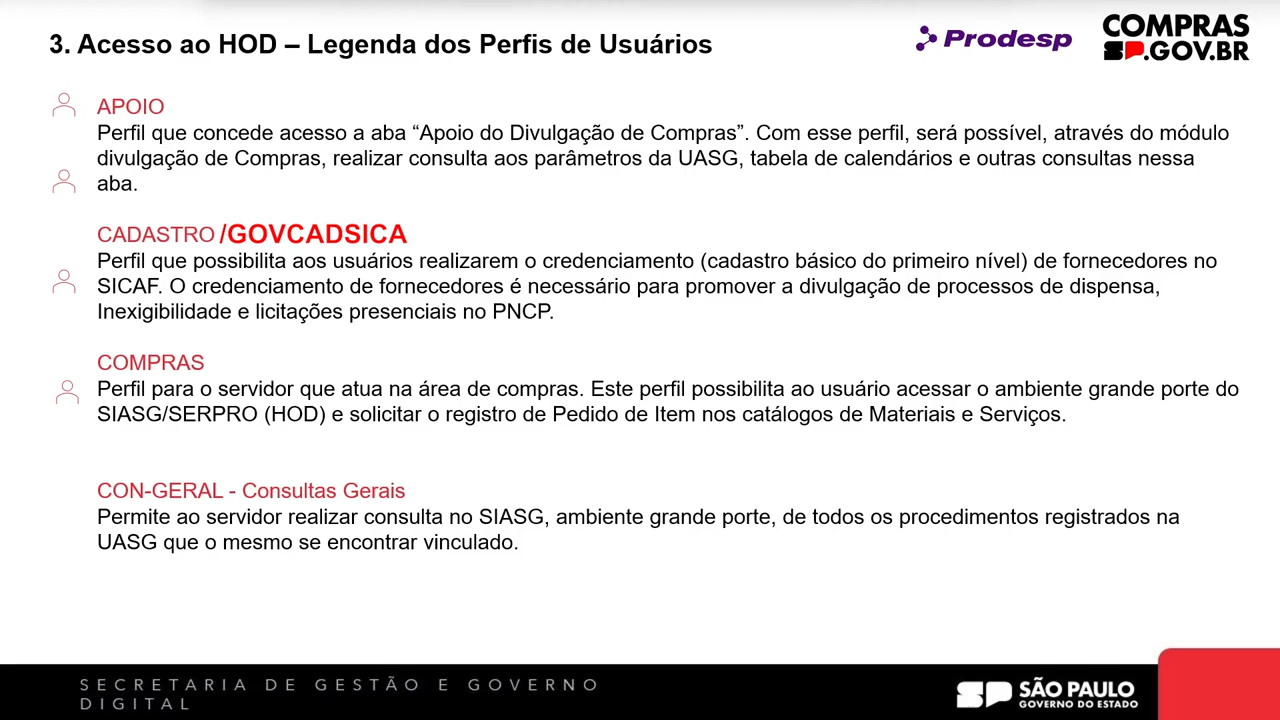 3. Acesso ao HOD – Legenda dos Perfis de Usuários
Prodesp
COMPRAS
SP.GOV.BR
APOIO
Perfil que concede acesso a aba “Apoio do Divulgação de Compras”. Com esse perfil, será possível, através do módulo
divulgação de Compras, realizar consulta aos parâmetros da UASG, tabela de calendários e outras consultas nessa
aba.
CADASTRO /GOVCADSICA
Perfil que possibilita aos usuários realizarem o credenciamento (cadastro básico do primeiro nível) de fornecedores no
SICAF. O credenciamento de fornecedores é necessário para promover a divulgação de processos de dispensa,
Inexigibilidade e licitações presenciais no PNCP.
COMPRAS
Perfil para o servidor que atua na área de compras. Este perfil possibilita ao usuário acessar o ambiente grande porte do
SIASG/SERPRO (HOD) e solicitar o registro de Pedido de Item nos catálogos de Materiais e Serviços.
CON-GERAL - Consultas Gerais
Permite ao servidor realizar consulta no SIASG, ambiente grande porte, de todos os procedimentos registrados na
UASG que o mesmo se encontrar vinculado.
SECRETARIA DE GESTÃO E GOVERNO
DIGITAL
SP SÃO PAULO
GOVERNO DO ESTADO